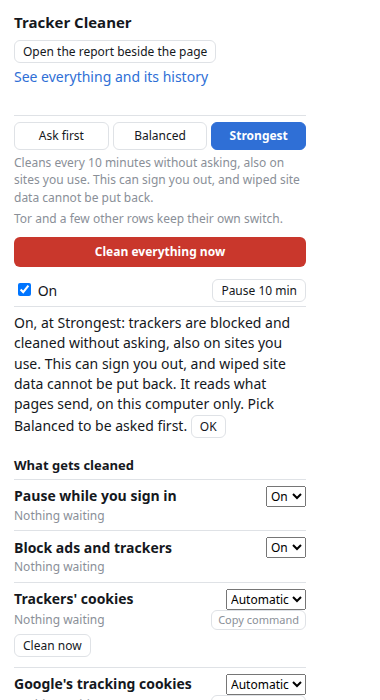 Tracker Cleaner
Open the report beside the page
See everything and its history
Ask first
Balanced
Strongest
Cleans every 10 minutes without asking, also on
sites you use. This can sign you out, and wiped site
data cannot be put back.
Tor and a few other rows keep their own switch.
Clean everything now
On
Pause 10 min
On, at Strongest: trackers are blocked and
cleaned without asking, also on sites you
use. This can sign you out, and wiped site
data cannot be put back. It reads what
pages send, on this computer only. Pick
Balanced to be asked first. OK
What gets cleaned
Pause while you sign in
On
Nothing waiting
Block ads and trackers
On
Nothing waiting
Trackers' cookies
Automatic
Nothing waiting
Copy command
Clean now
Google's tracking cookies
Automatic